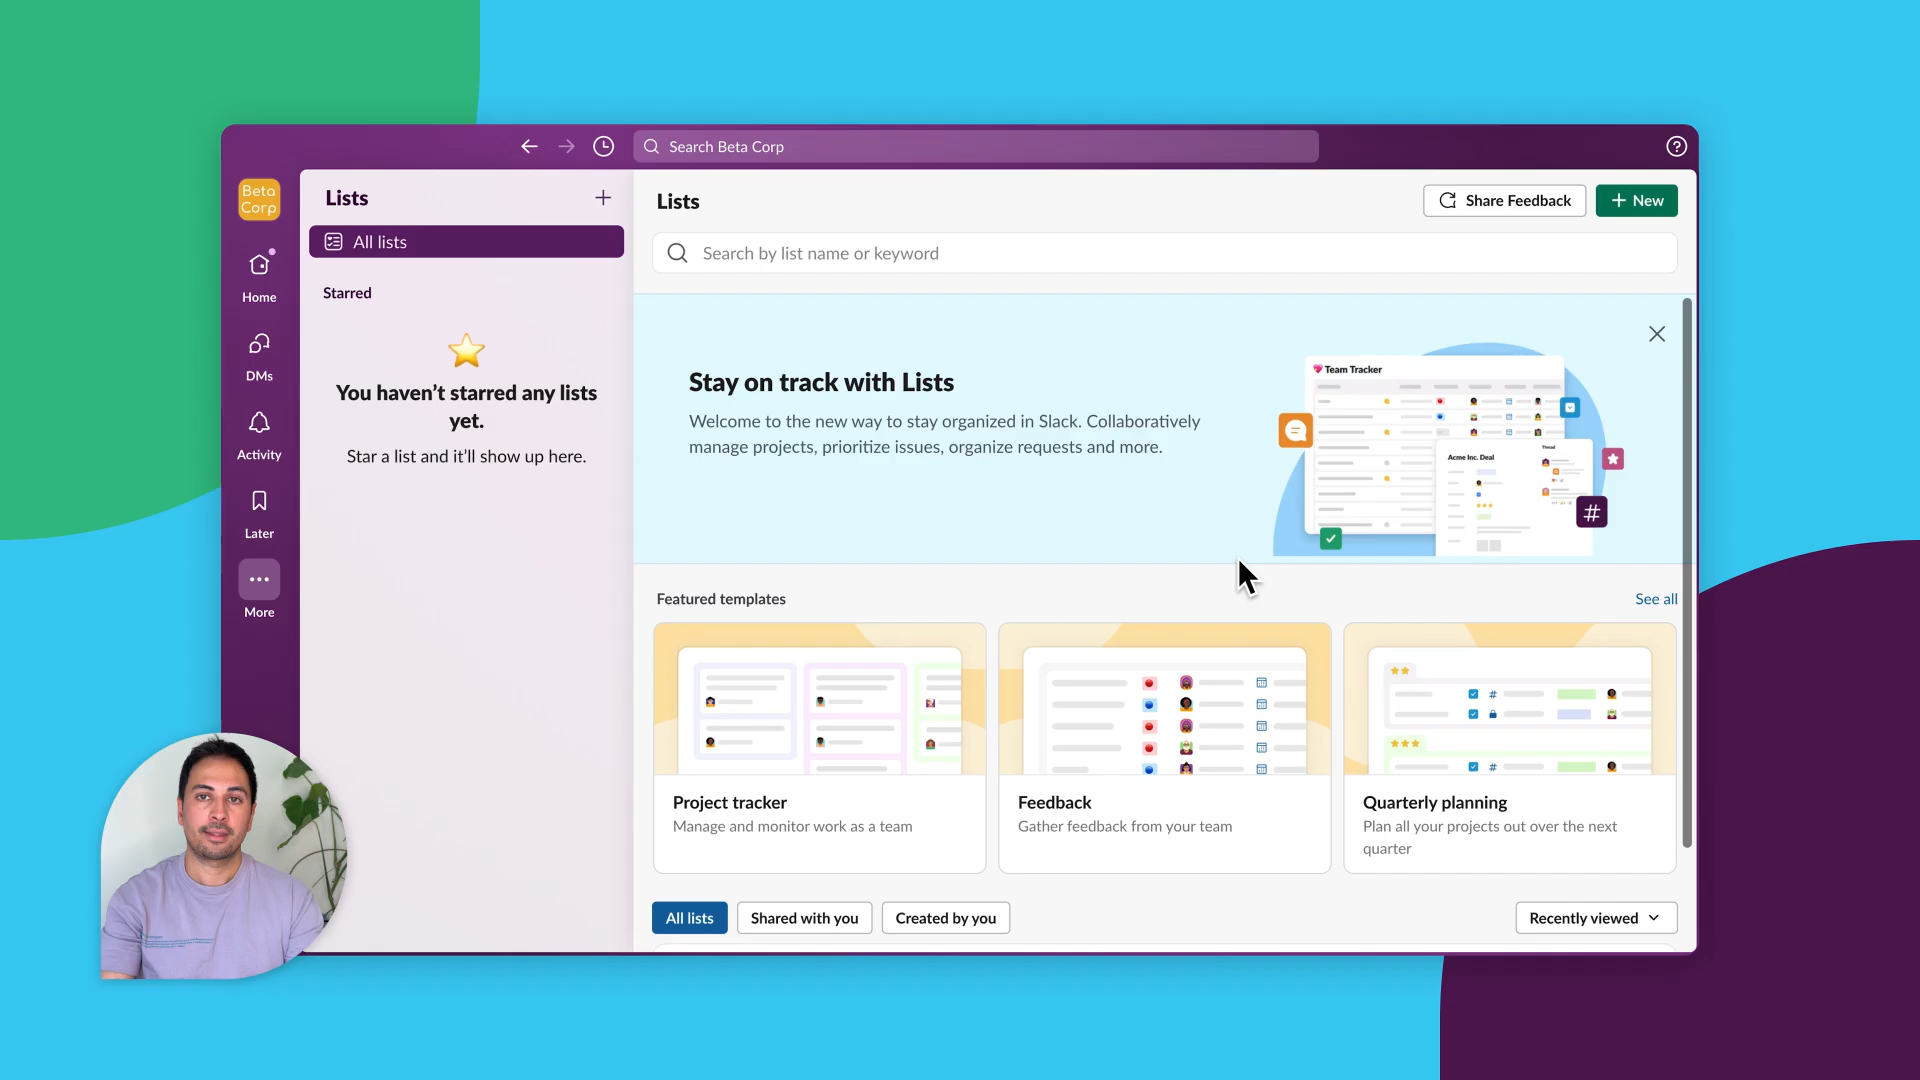 Search Beta Corp
Beta
Corp
Home
DMs
Activity
Later
More
Lists
All lists
Starred
You haven’t starred any lists
yet.
Star a list and it’ll show up here.
Lists
Share Feedback
New
Search by list name or keyword
Stay on track with Lists
Welcome to the new way to stay organized in Slack. Collaboratively
manage projects, prioritize issues, organize requests and more.
Team Tracker
Acme Inc. Deal
Thread
Featured templates
See all
Project tracker
Manage and monitor work as a team
Feedback
Gather feedback from your team
Quarterly planning
Plan all your projects out over the next
quarter
All lists
Shared with you
Created by you
Recently viewed